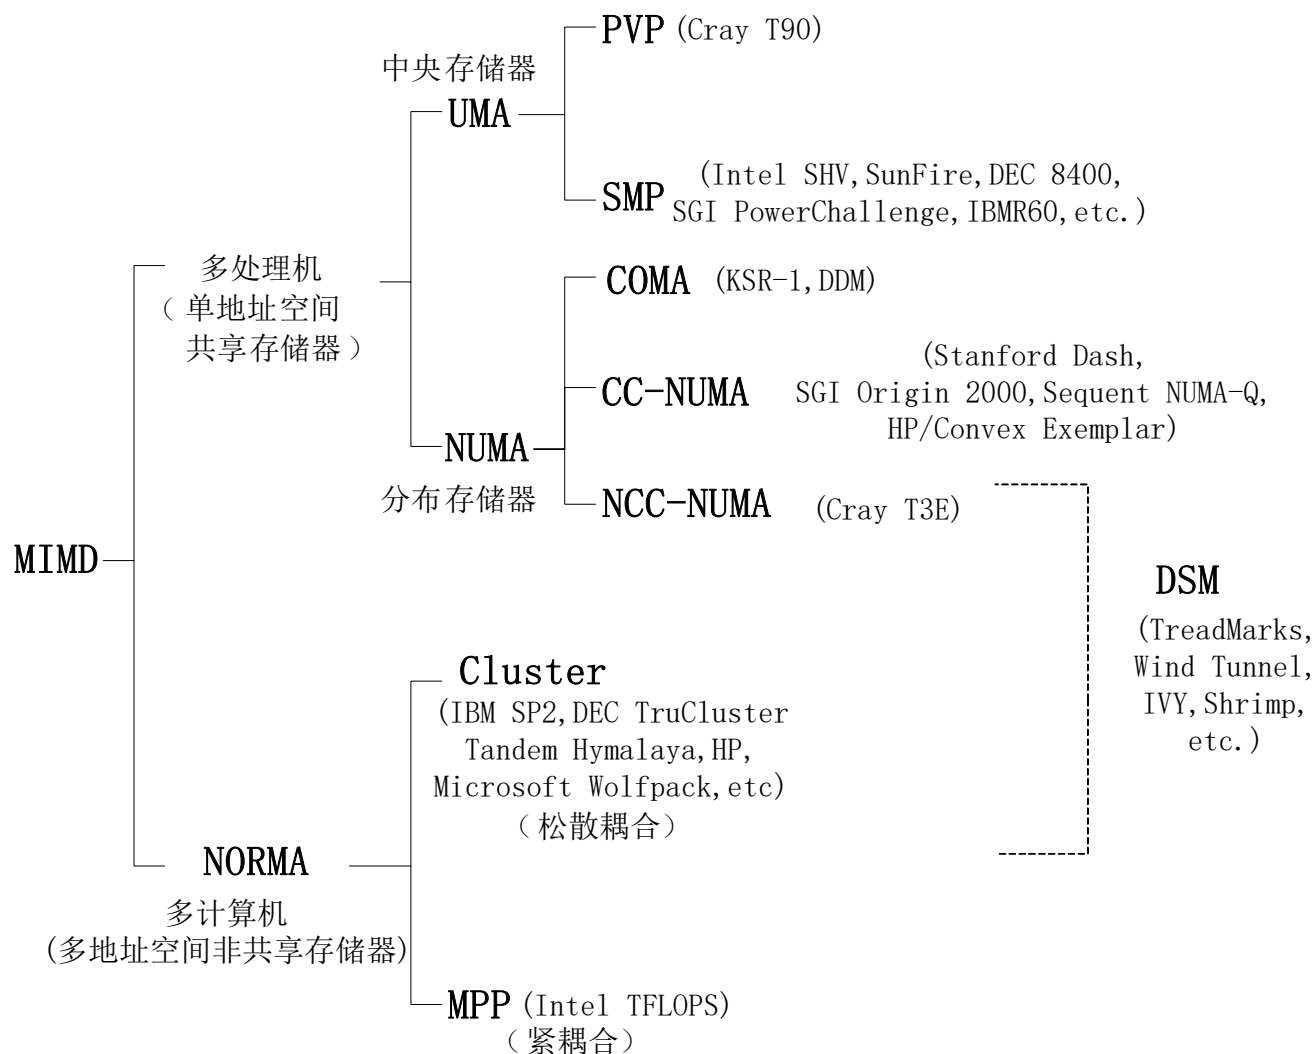 PVP (Cray T90)
中央存储器
UMA
(Intel SHV,SunFire,DEC 8400,
SMP
SGI PowerChallenge,IBMR60,etc.)
多处理机
(单地址空间
共享存储器)
COMA (KSR-1,DDM)
(Stanford Dash,
CC-NUMA
SGI Origin 2000,Sequent NUMA-Q,
HP/Convex Exemplar)
NUMA
分布存储器
NCC-NUMA (Cray T3E)
MIMD
DSM
(TreadMarks,
Wind Tunnel,
IVY,Shrimp,
etc.)
Cluster
(IBM SP2,DEC TruCluster
Tandem Hymalaya,HP,
Microsoft Wolfpack,etc)
(松散耦合)
NORMA
多计算机
(多地址空间非共享存储器)
MPP (Intel TFLOPS)
(紧耦合)